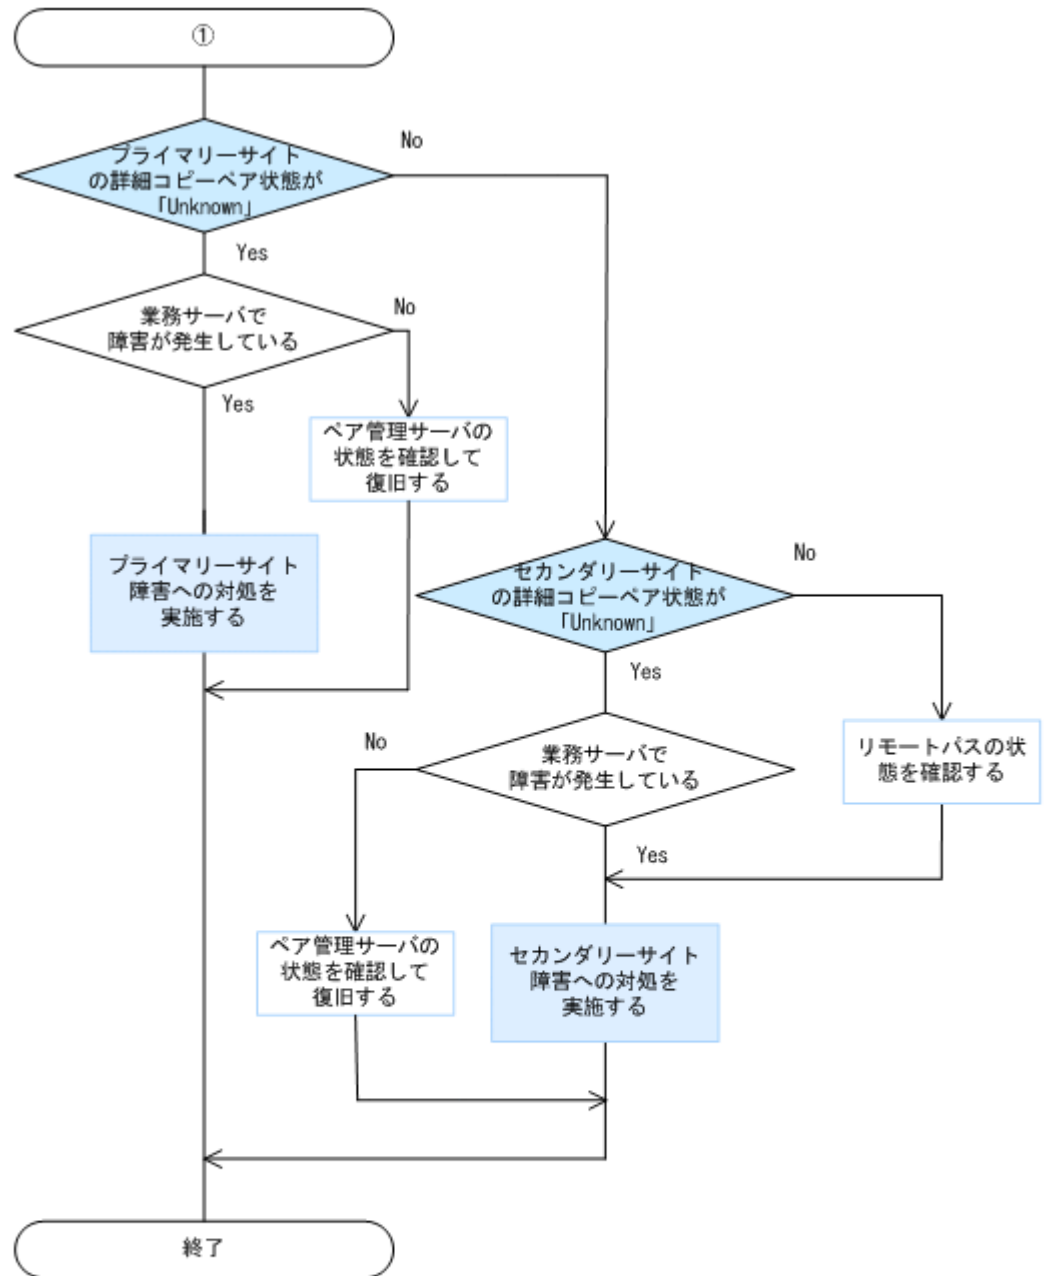 ①
プライマリーサイト
の詳細コピーペア状態が
「Unknown」
No
Yes
業務サーバで
障害が発生している
No
Yes
ペア管理サーバの
状態を確認して
復旧する
プライマリーサイト
障害への対処を
実施する
セカンダリーサイト
の詳細コピーペア状態が
「Unknown」
No
Yes
業務サーバで
障害が発生している
No
Yes
リモートパスの状
態を確認する
ペア管理サーバの
状態を確認して
復旧する
セカンダリーサイト
障害への対処を
実施する
終了